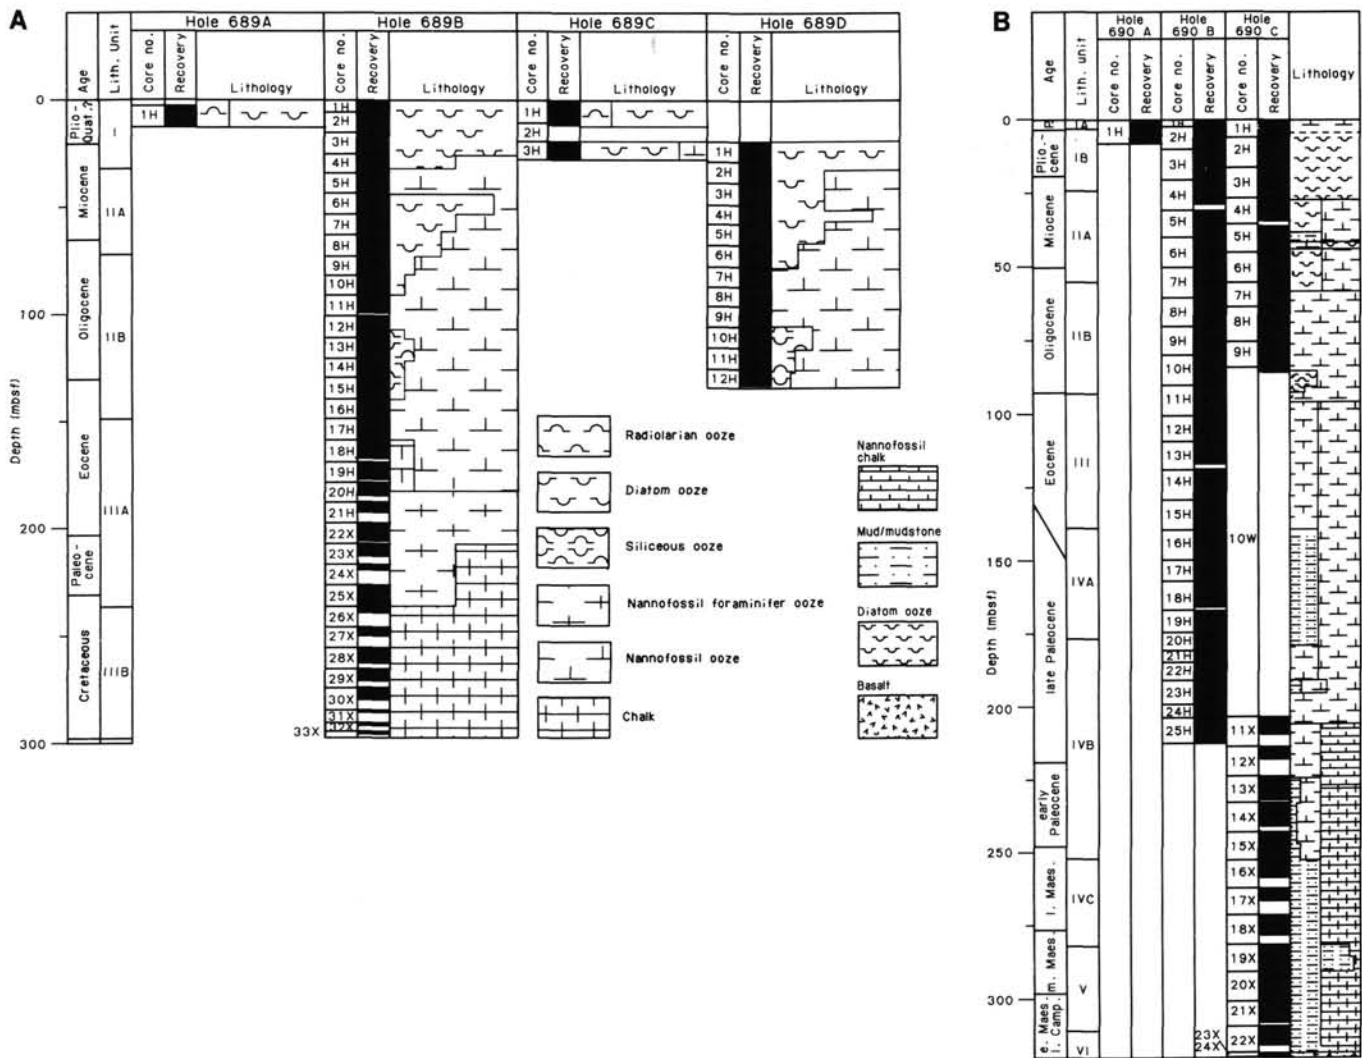 A
Hole 689A
Hole 689B
Hole 689C
Hole 689D
Age
Lith. Unit
Core no.
Recovery
Lithology
Core no.
Recovery
Lithology
Core no.
Recovery
Lithology
Core no.
Recovery
Lithology
Depth (mbsf)
0
100
200
300
Plio.-
Quat.?
Miocene
Oligocene
Eocene
Paleo-
cene
Cretaceous
I
IIA
IIB
IIIA
IIIB
1H
1H
2H
3H
4H
5H
6H
7H
8H
9H
10H
11H
12H
13H
14H
15H
16H
17H
18H
19H
20H
21H
22X
23X
24X
25X
26X
27X
28X
29X
30X
31X
32X
33X
1H
2H
3H
1H
2H
3H
4H
5H
6H
7H
8H
9H
10H
11H
12H
Radiolarian ooze
Diatom ooze
Siliceous ooze
Nannofossil foraminifer ooze
Nannofossil ooze
Chalk
Nannofossil
chalk
Mud/mudstone
Diatom ooze
Basalt
B
Hole
690 A
Hole
690 B
Hole
690 C
Age
Lith. unit
Core no.
Recovery
Core no.
Recovery
Core no.
Recovery
Lithology
Depth (mbsf)
0
50
100
150
200
250
300
P.
Plio.-
cene
Miocene
Oligocene
Eocene
late Paleocene
early
Paleocene
l. Maes.
m. Maes.
e. Maes.
l. Camp.
IA
IB
IIA
IIB
III
IVA
IVB
IVC
V
VI
1H
1H
2H
3H
4H
5H
6H
7H
8H
9H
10H
11H
12H
13H
14H
15H
16H
17H
18H
19H
20H
21H
22H
23H
24H
25H
1H
2H
3H
4H
5H
6H
7H
8H
9H
10W
11X
12X
13X
14X
15X
16X
17X
18X
19X
20X
21X
22X
23X
24X